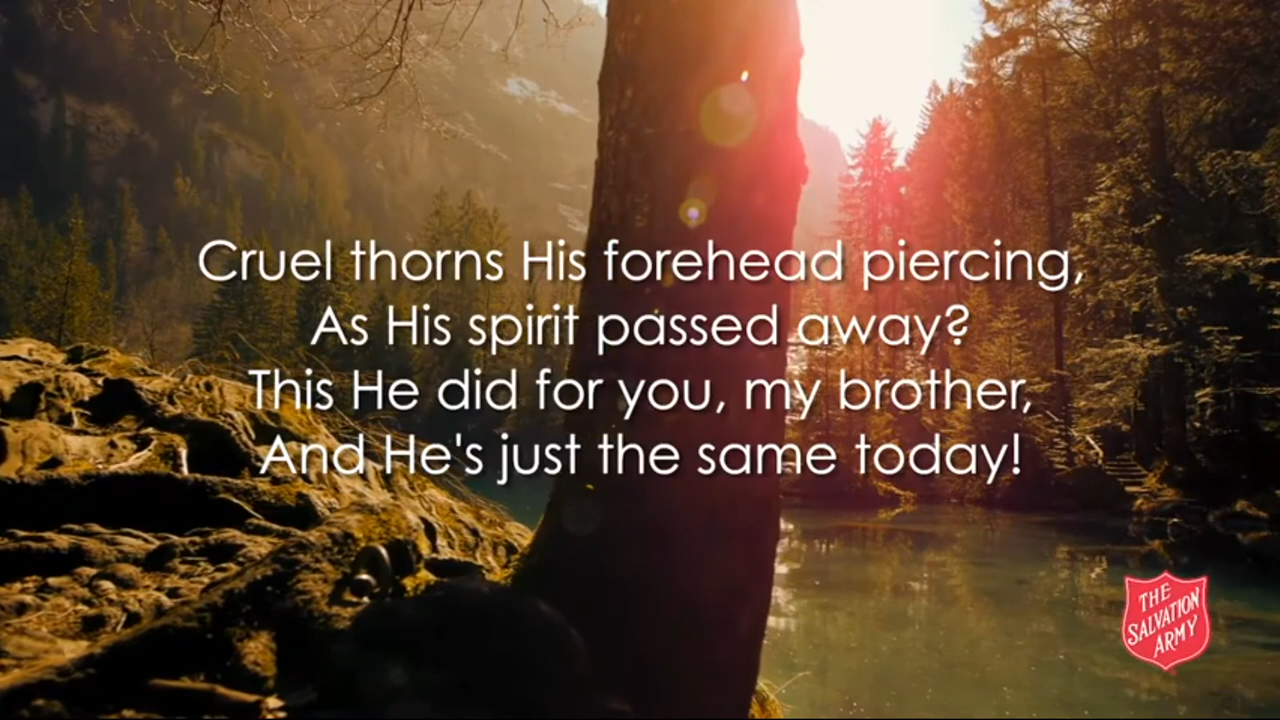 Cruel thorns His forehead piercing,
As His spirit passed away?
This He did for you, my brother,
And He's just the same today!
THE
SALVATION
ARMY